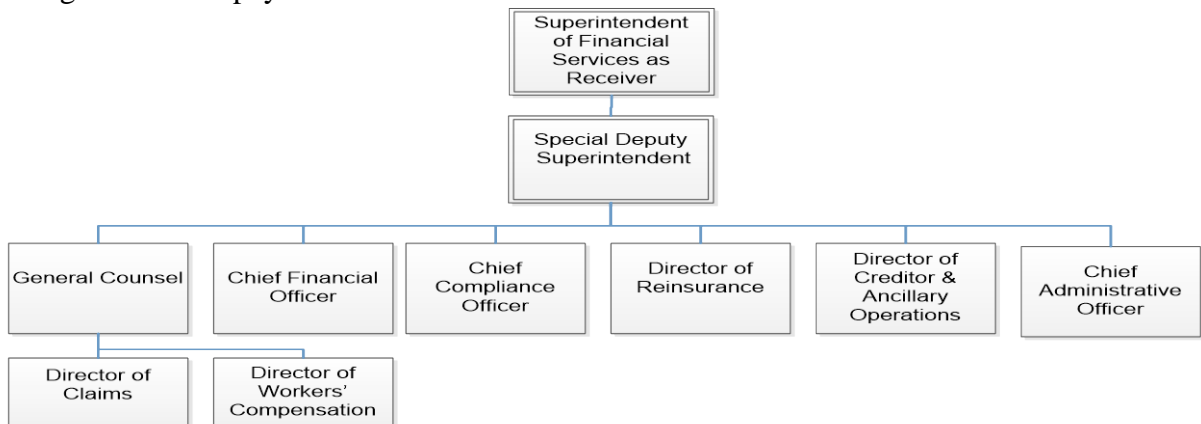 Superintendent
of Financial
Services as
Receiver
Special Deputy
Superintendent
General Counsel
Chief Financial
Officer
Chief
Compliance
Officer
Director of
Reinsurance
Director of
Creditor &
Ancillary
Operations
Chief
Administrative
Officer
Director of
Claims
Director of
Workers'
Compensation